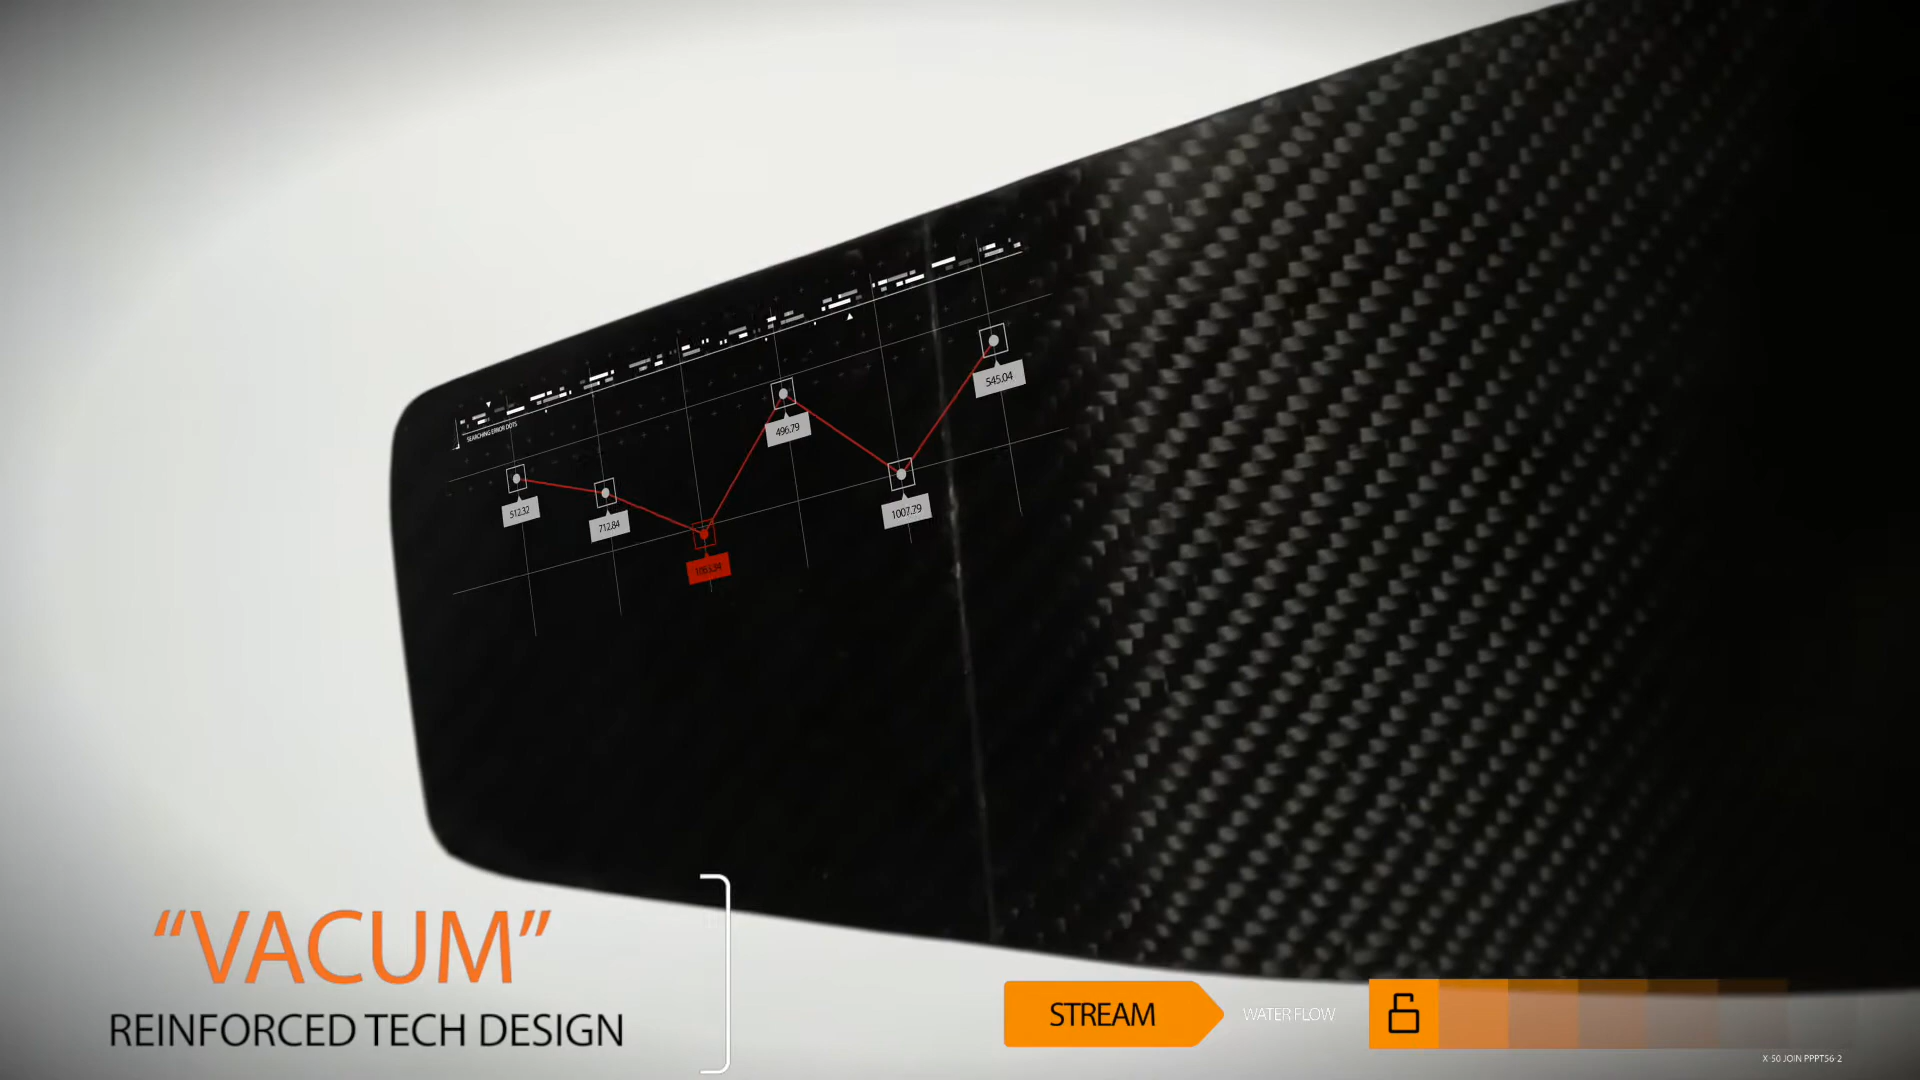 SEARCHING ERROR DOTS
545.04
496.79
512.32
712.84
1007.79
“VACUM”
REINFORCED TECH DESIGN
STREAM
WATER FLOW
X-50 JOIN PPPT56-2